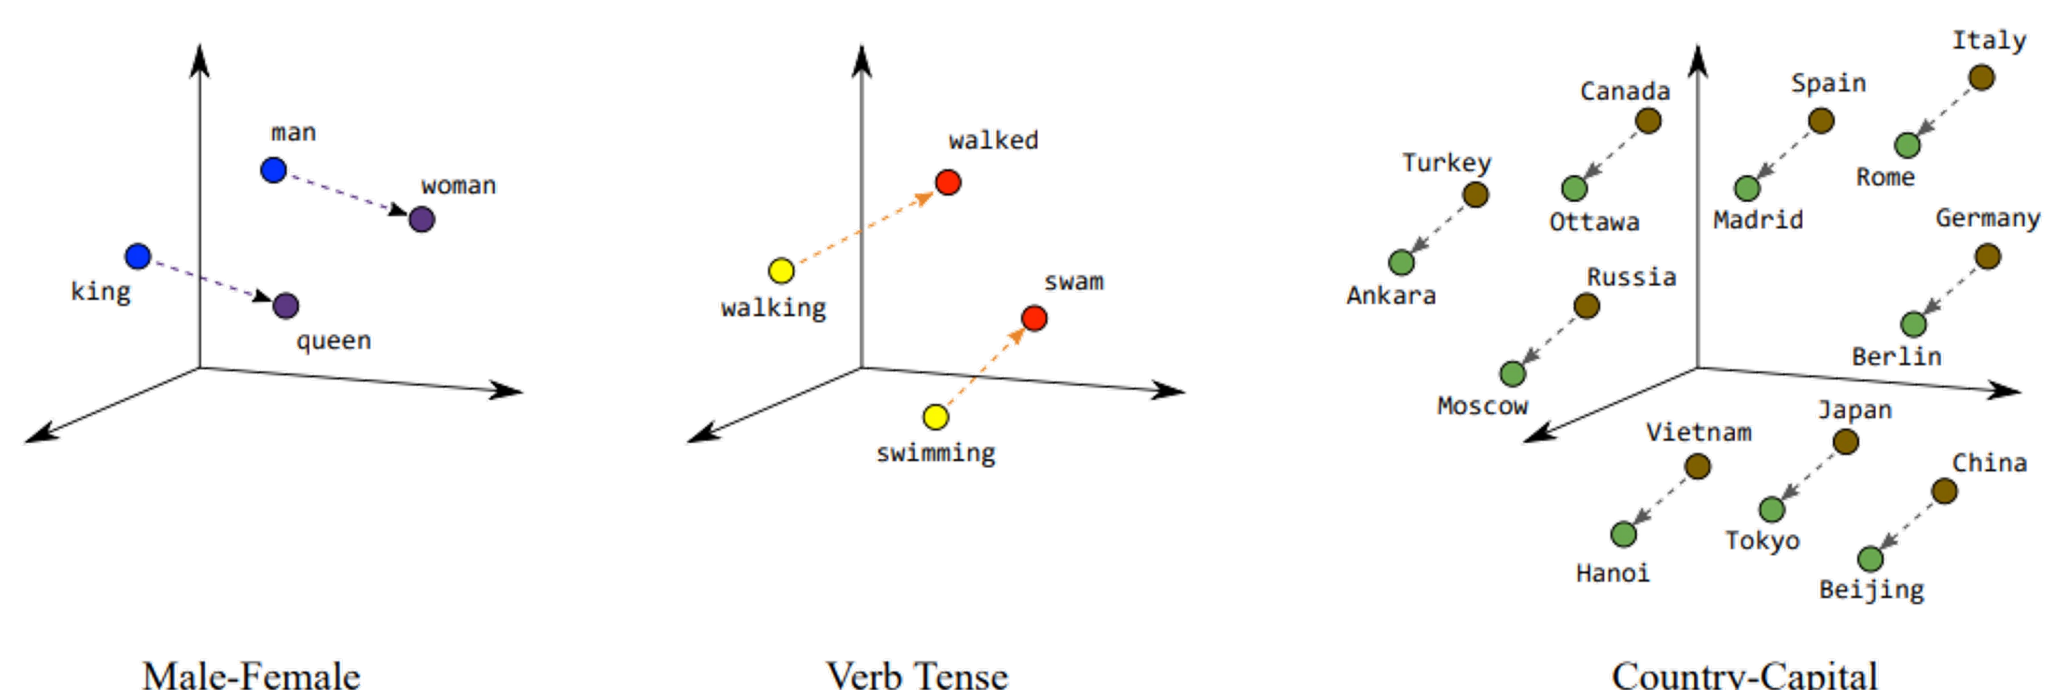 man
woman
king
queen
Male-Female
walked
walking
swam
swimming
Verb Tense
Italy
Spain
Canada
Turkey
Rome
Ottawa
Madrid
Germany
Russia
Ankara
Berlin
Moscow
Japan
Vietnam
China
Tokyo
Hanoi
Beijing
Country-Capital